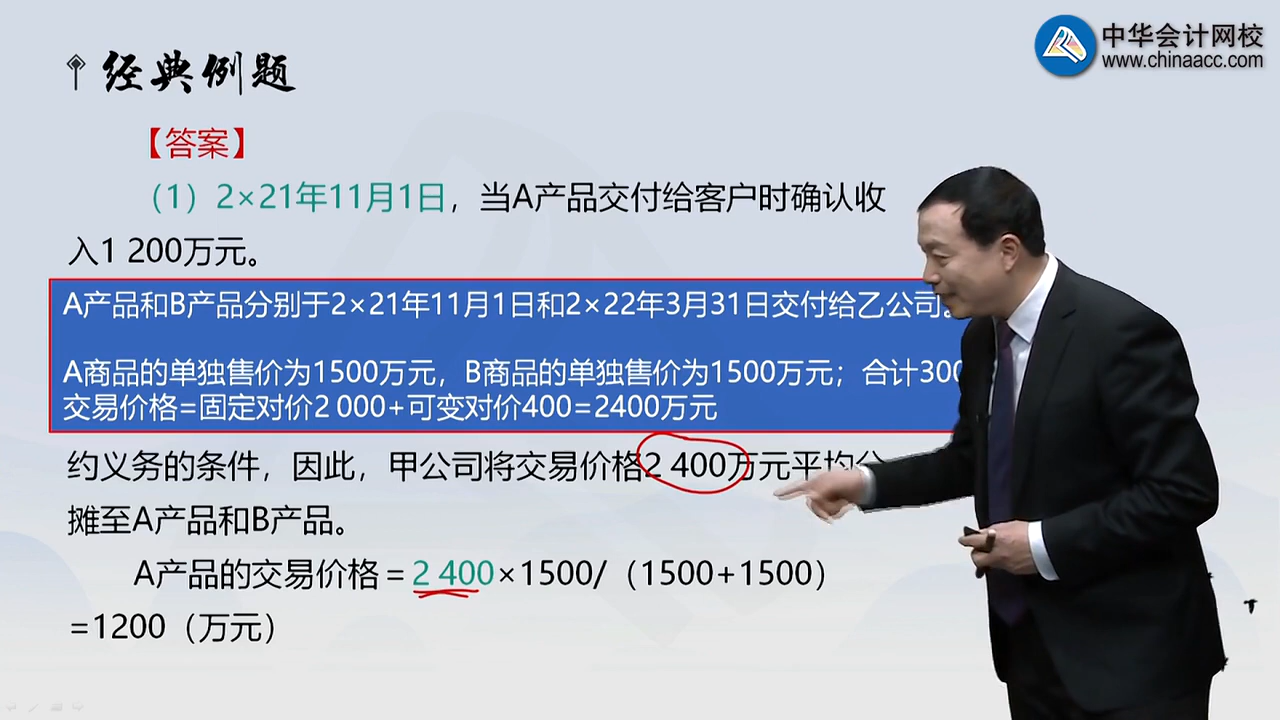 中华会计网校
www.chinaacc.com
经典例题
【答案】
（1）2×21年11月1日，当A产品交付给客户时确认收
入1 200万元。
A产品和B产品分别于2×21年11月1日和2×22年3月31日交付给乙公司。
A商品的单独售价为1500万元，B商品的单独售价为1500万元；合计300
交易价格=固定对价2 000+可变对价400=2400万元
约义务的条件，因此，甲公司将交易价格2 400万元平均分
摊至A产品和B产品。
A产品的交易价格＝2 400×1500/（1500+1500）
=1200（万元）